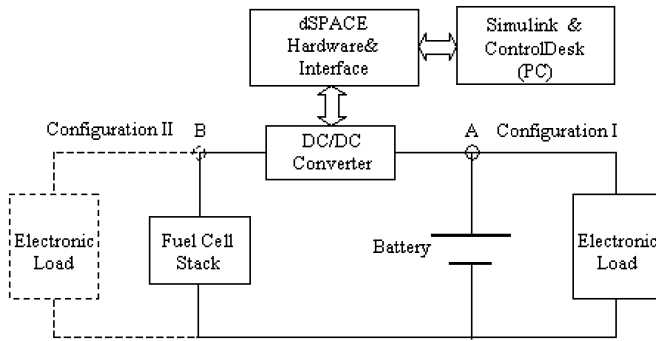 dSPACE
Hardware&
Interface
Simulink &
ControlDesk
(PC)
Configuration II
B
DC/DC
Converter
A
Configuration I
Electronic
Load
Fuel Cell
Stack
Battery
Electronic
Load